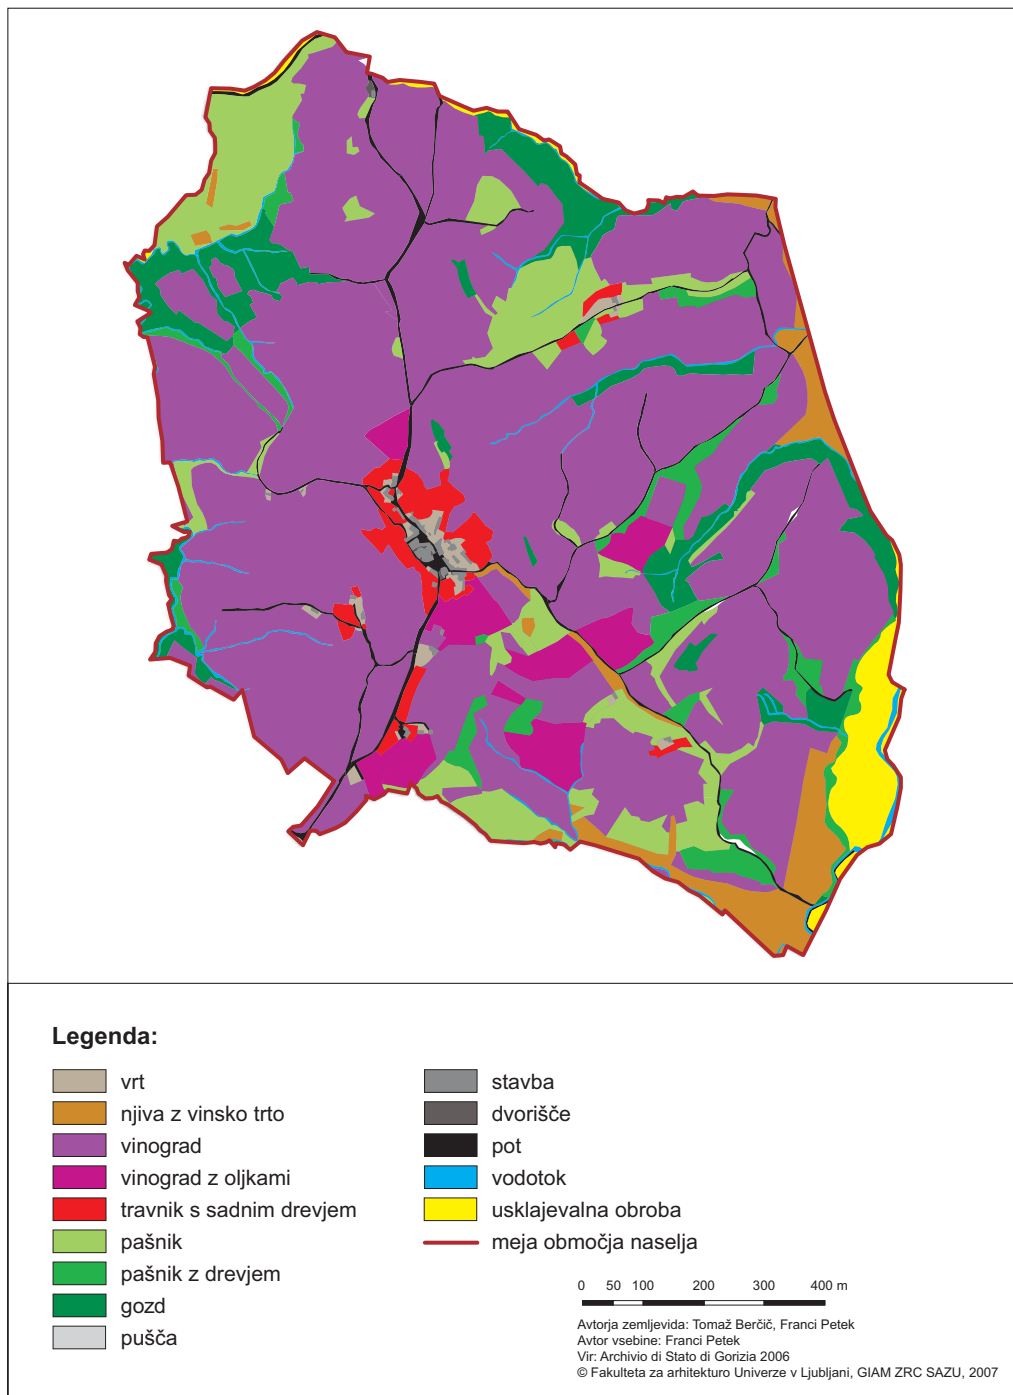 Legenda:
vrt
njiva z vinsko trto
vinograd
vinograd z oljkami
travnik s sadnim drevjem
pašnik
pašnik z drevjem
gozd
pušča
stavba
dvorišče
pot
vodotok
usklajevalna obroba
meja območja naselja
0 50 100 200 300 400 m
Avtorja zemljevida: Tomaž Berčič, Franci Petek
Avtor vsebine: Franci Petek
Vir: Archivio di Stato di Gorizia 2006
© Fakulteta za arhitekturo Univerze v Ljubljani, GIAM ZRC SAZU, 2007